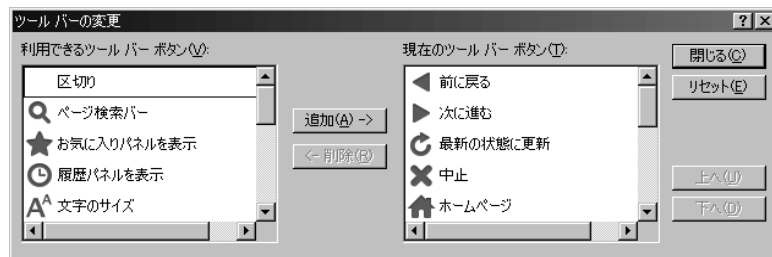 ツール バーの変更
利用できるツール バー ボタン(V):
区切り
ページ検索バー
お気に入りパネルを表示
履歴パネルを表示
文字のサイズ
追加(A) ->
<- 削除(R)
現在のツール バー ボタン(T):
前に戻る
次に進む
最新の状態に更新
中止
ホームページ
閉じる(C)
リセット(E)
上へ(U)
下へ(D)